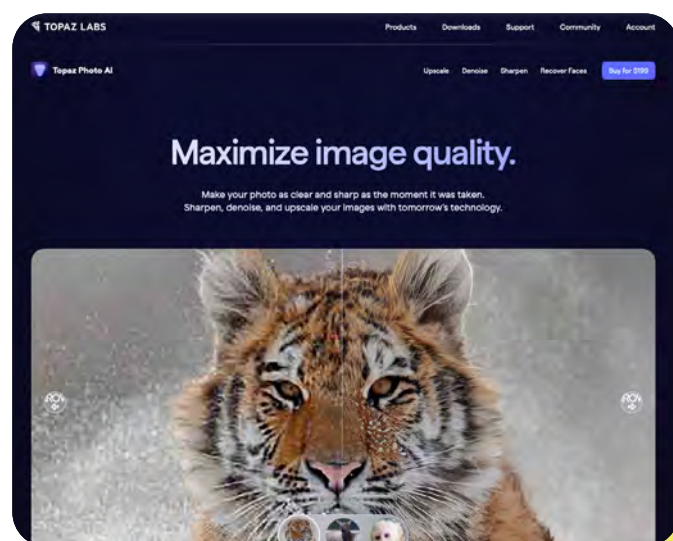 TOPAZ LABS
Products Downloads Support Community Account
Topaz Photo AI
Upscale Denoise Sharpen Recover Faces Buy for $199
Maximize image quality.
Make your photo as clear and sharp as the moment it was taken.
Sharpen, denoise, and upscale your images with tomorrow's technology.